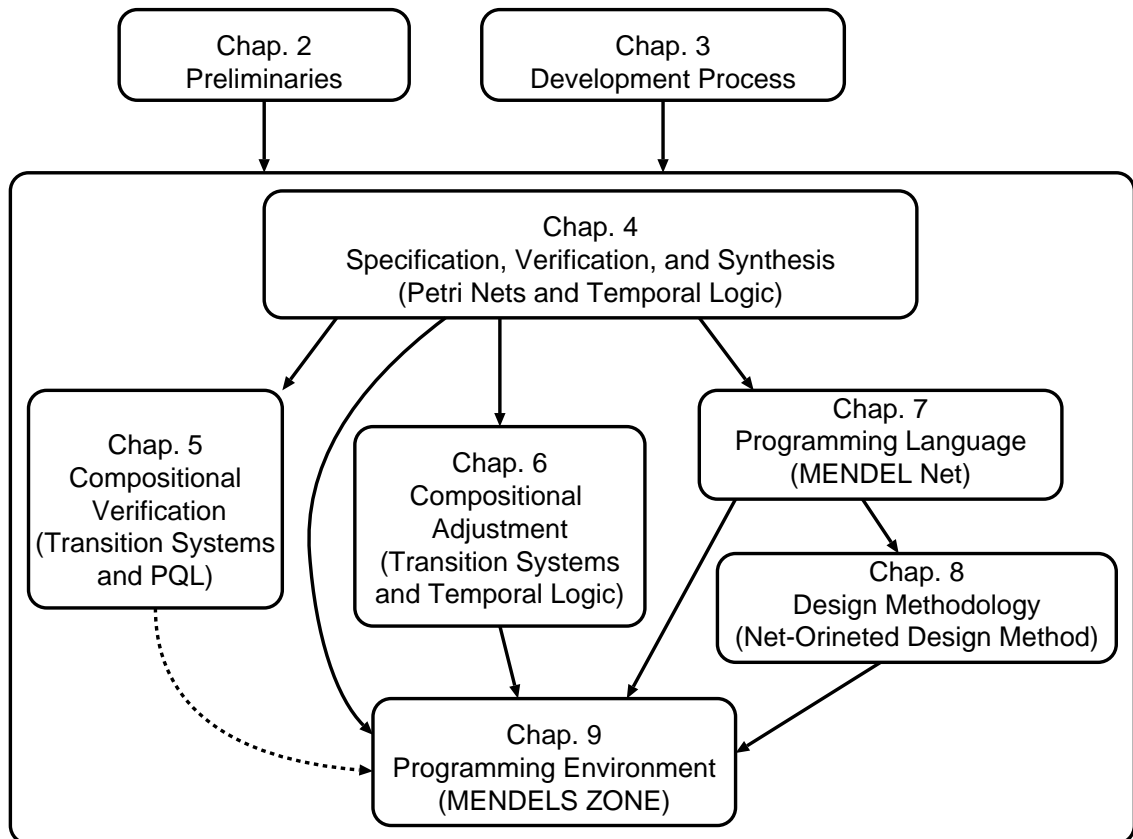 Chap. 2
Preliminaries
Chap. 3
Development Process
Chap. 4
Specification, Verification, and Synthesis
(Petri Nets and Temporal Logic)
Chap. 5
Compositional
Verification
(Transition Systems
and PQL)
Chap. 6
Compositional
Adjustment
(Transition Systems
and Temporal Logic)
Chap. 7
Programming Language
(MENDEL Net)
Chap. 8
Design Methodology
(Net-Orineted Design Method)
Chap. 9
Programming Environment
(MENDELS ZONE)